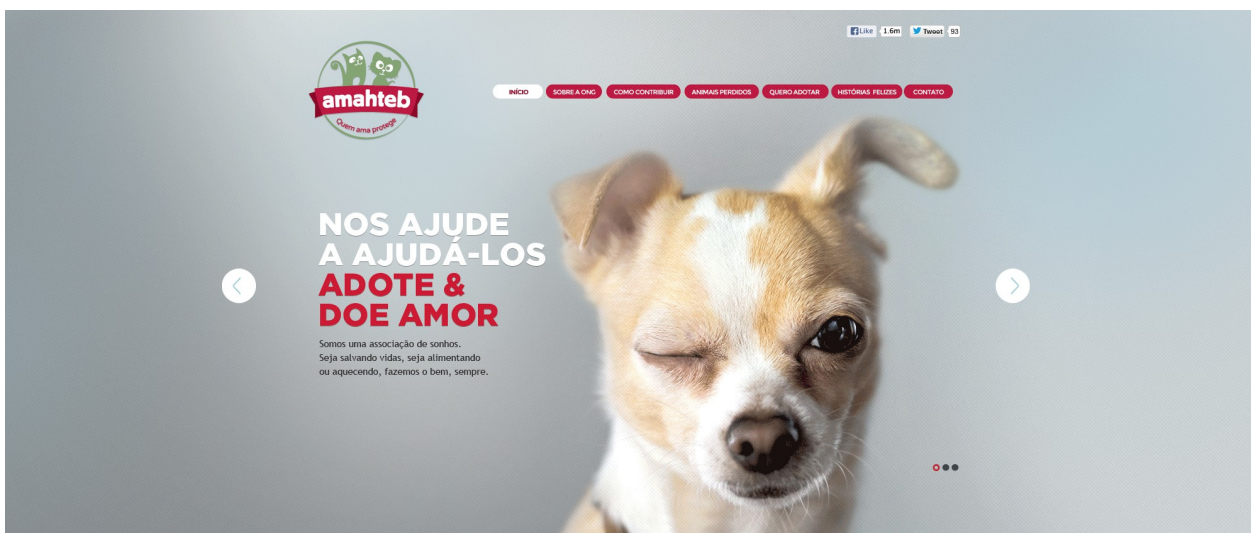 Like 1.6m Tweet 93
amahteb
Quem ama protege
INÍCIO SOBRE A ONG COMO CONTRIBUIR ANIMAIS PERDIDOS QUERO ADOTAR HISTÓRIAS FELIZES CONTATO
NOS AJUDE
A AJUDÁ-LOS
ADOTE &
DOE AMOR
Somos uma associação de sonhos.
Seja salvando vidas, seja alimentando
ou aquecendo, fazemos o bem, sempre.